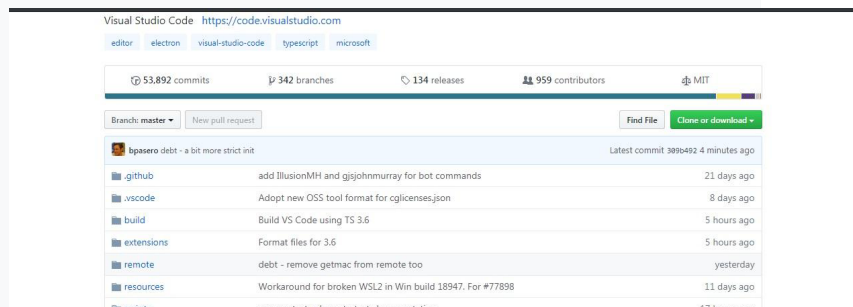 Visual Studio Code https://code.visualstudio.com
editor electron visual-studio-code typescript microsoft
53,892 commits 342 branches 134 releases 959 contributors MIT
Branch: master New pull request Find File Clone or download
bpasero debt - a bit more strict init Latest commit 309b492 4 minutes ago
.github add IllusionMH and gjsjohnmurray for bot commands 21 days ago
.vscode Adopt new OSS tool format for cglicenses.json 8 days ago
build Build VS Code using TS 3.6 5 hours ago
extensions Format files for 3.6 5 hours ago
remote debt - remove getmac from remote too yesterday
resources Workaround for broken WSL2 in Win build 18947. For #77898 11 days ago